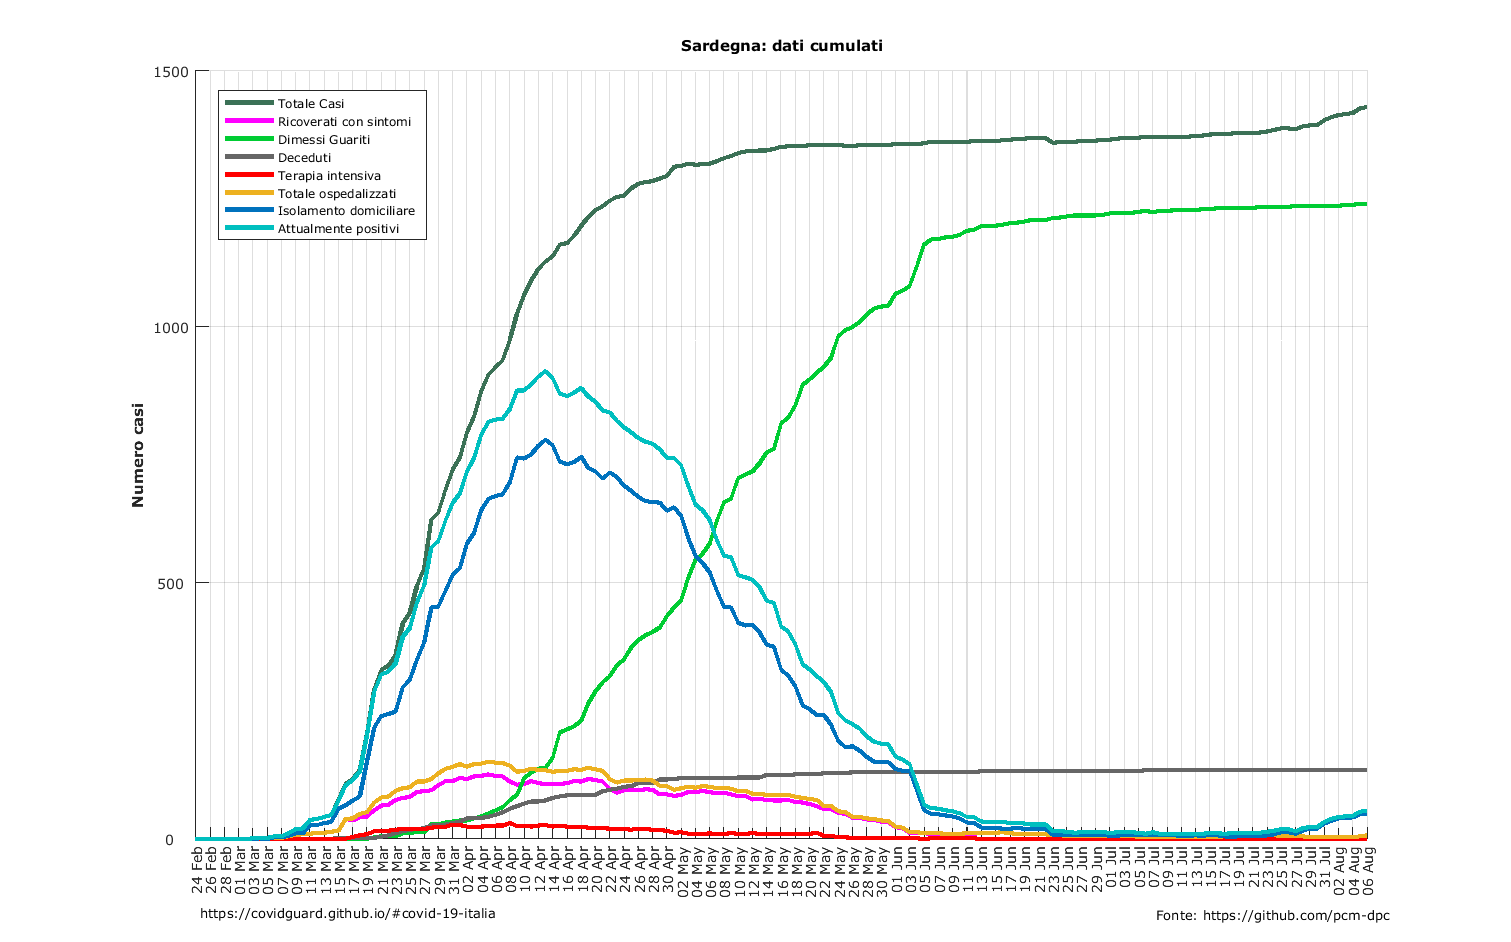 Sardegna: dati cumulati
1500
1000
500
0
Numero casi
Totale Casi
Ricoverati con sintomi
Dimessi Guariti
Deceduti
Terapia intensiva
Totale ospedalizzati
Isolamento domiciliare
Attualmente positivi
24 Feb
26 Feb
28 Feb
01 Mar
03 Mar
05 Mar
07 Mar
09 Mar
11 Mar
13 Mar
15 Mar
17 Mar
19 Mar
21 Mar
23 Mar
25 Mar
27 Mar
29 Mar
31 Mar
02 Apr
04 Apr
06 Apr
08 Apr
10 Apr
12 Apr
14 Apr
16 Apr
18 Apr
20 Apr
22 Apr
24 Apr
26 Apr
28 Apr
30 Apr
02 May
04 May
06 May
08 May
10 May
12 May
14 May
16 May
18 May
20 May
22 May
24 May
26 May
28 May
30 May
01 Jun
03 Jun
05 Jun
07 Jun
09 Jun
11 Jun
13 Jun
15 Jun
17 Jun
19 Jun
21 Jun
23 Jun
25 Jun
27 Jun
29 Jun
01 Jul
03 Jul
05 Jul
07 Jul
09 Jul
11 Jul
13 Jul
15 Jul
17 Jul
19 Jul
21 Jul
23 Jul
25 Jul
27 Jul
29 Jul
31 Jul
02 Aug
04 Aug
06 Aug
https://covidguard.github.io/#covid-19-italia
Fonte: https://github.com/pcm-dpc